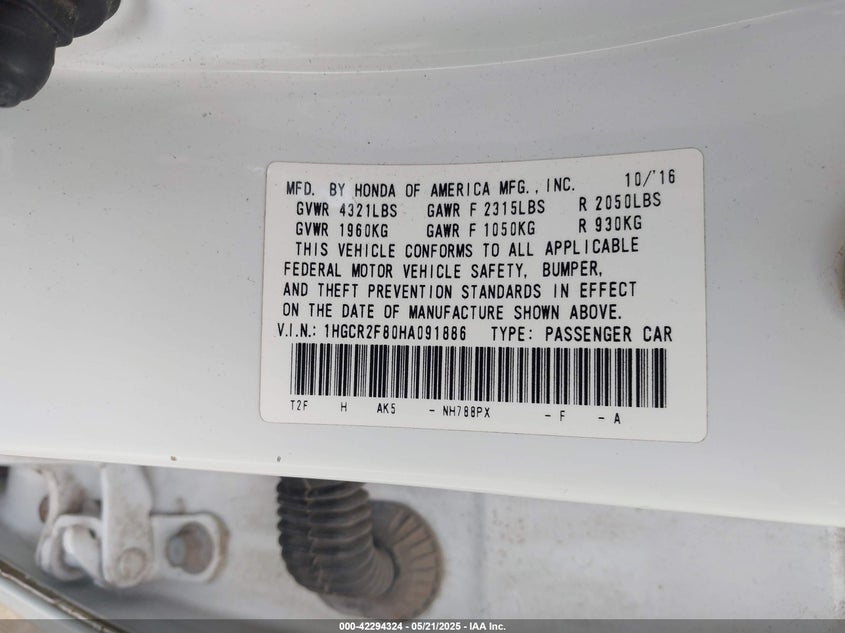 MFD. BY HONDA OF AMERICA MFG., INC. 10/'16
GVWR 4321LBS GAWR F 2315LBS R 2050LBS
GVWR 1960KG GAWR F 1050KG R 930KG
THIS VEHICLE CONFORMS TO ALL APPLICABLE
FEDERAL MOTOR VEHICLE SAFETY, BUMPER,
AND THEFT PREVENTION STANDARDS IN EFFECT
ON THE DATE OF MANUFACTURE SHOWN ABOVE.
V.I.N.: 1HGCR2F80HA091886 TYPE: PASSENGER CAR
T2F H AK5 - NH788PX - F - A
000-42294324 | 05/21/2025 - IAA Inc.